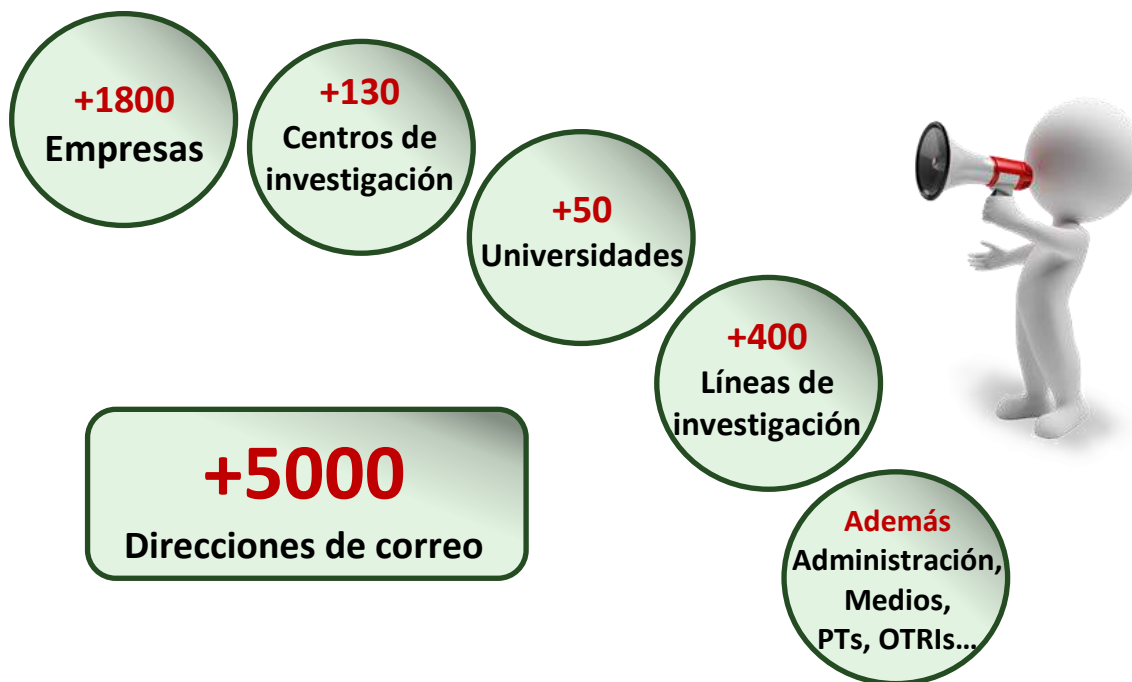 +1800
Empresas
+130
Centros de
investigación
+50
Universidades
+400
Líneas de
investigación
+5000
Direcciones de correo
Además
Administración,
Medios,
PTs, OTRIs...